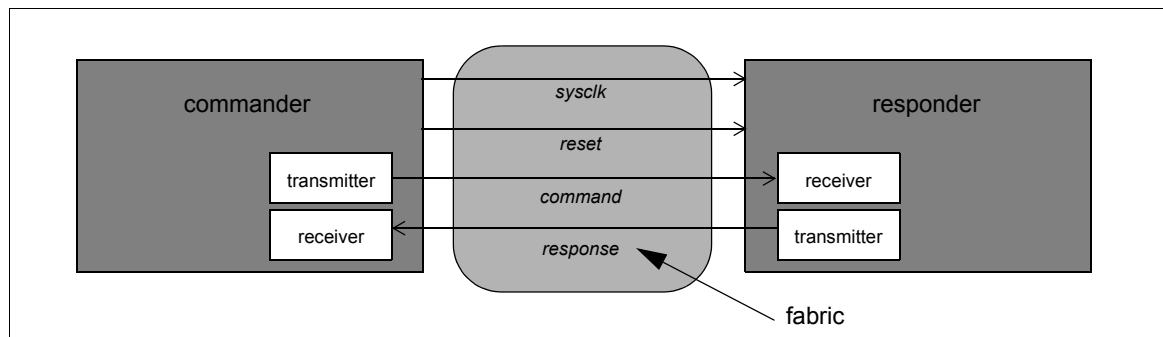 commander
responder
sysclk
reset
transmitter
receiver
command
receiver
transmitter
response
fabric